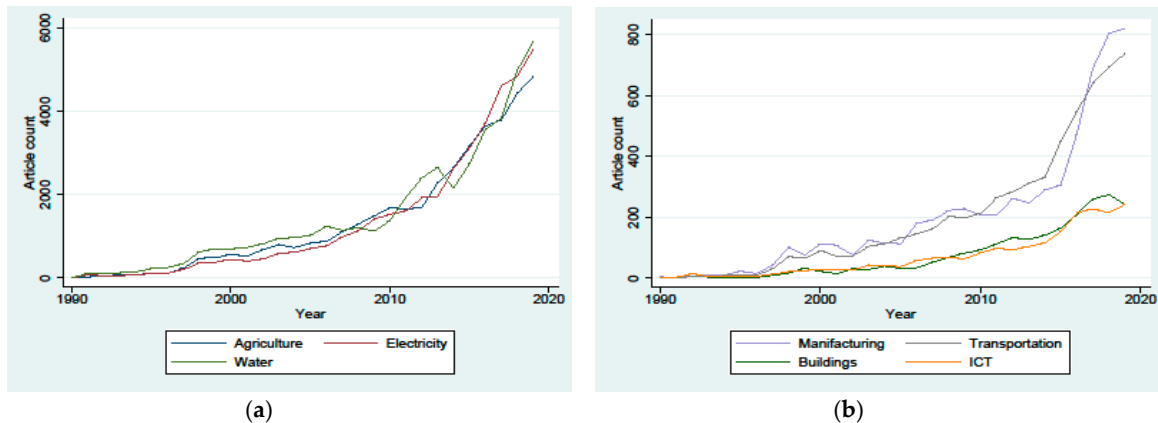 6000
4000
2000
0
Article count
1990
2000
2010
2020
Year
Agriculture
Electricity
Water
(a)
800
600
400
200
0
Article count
1990
2000
2010
2020
Year
Manifacturing
Transportation
Buildings
ICT
(b)